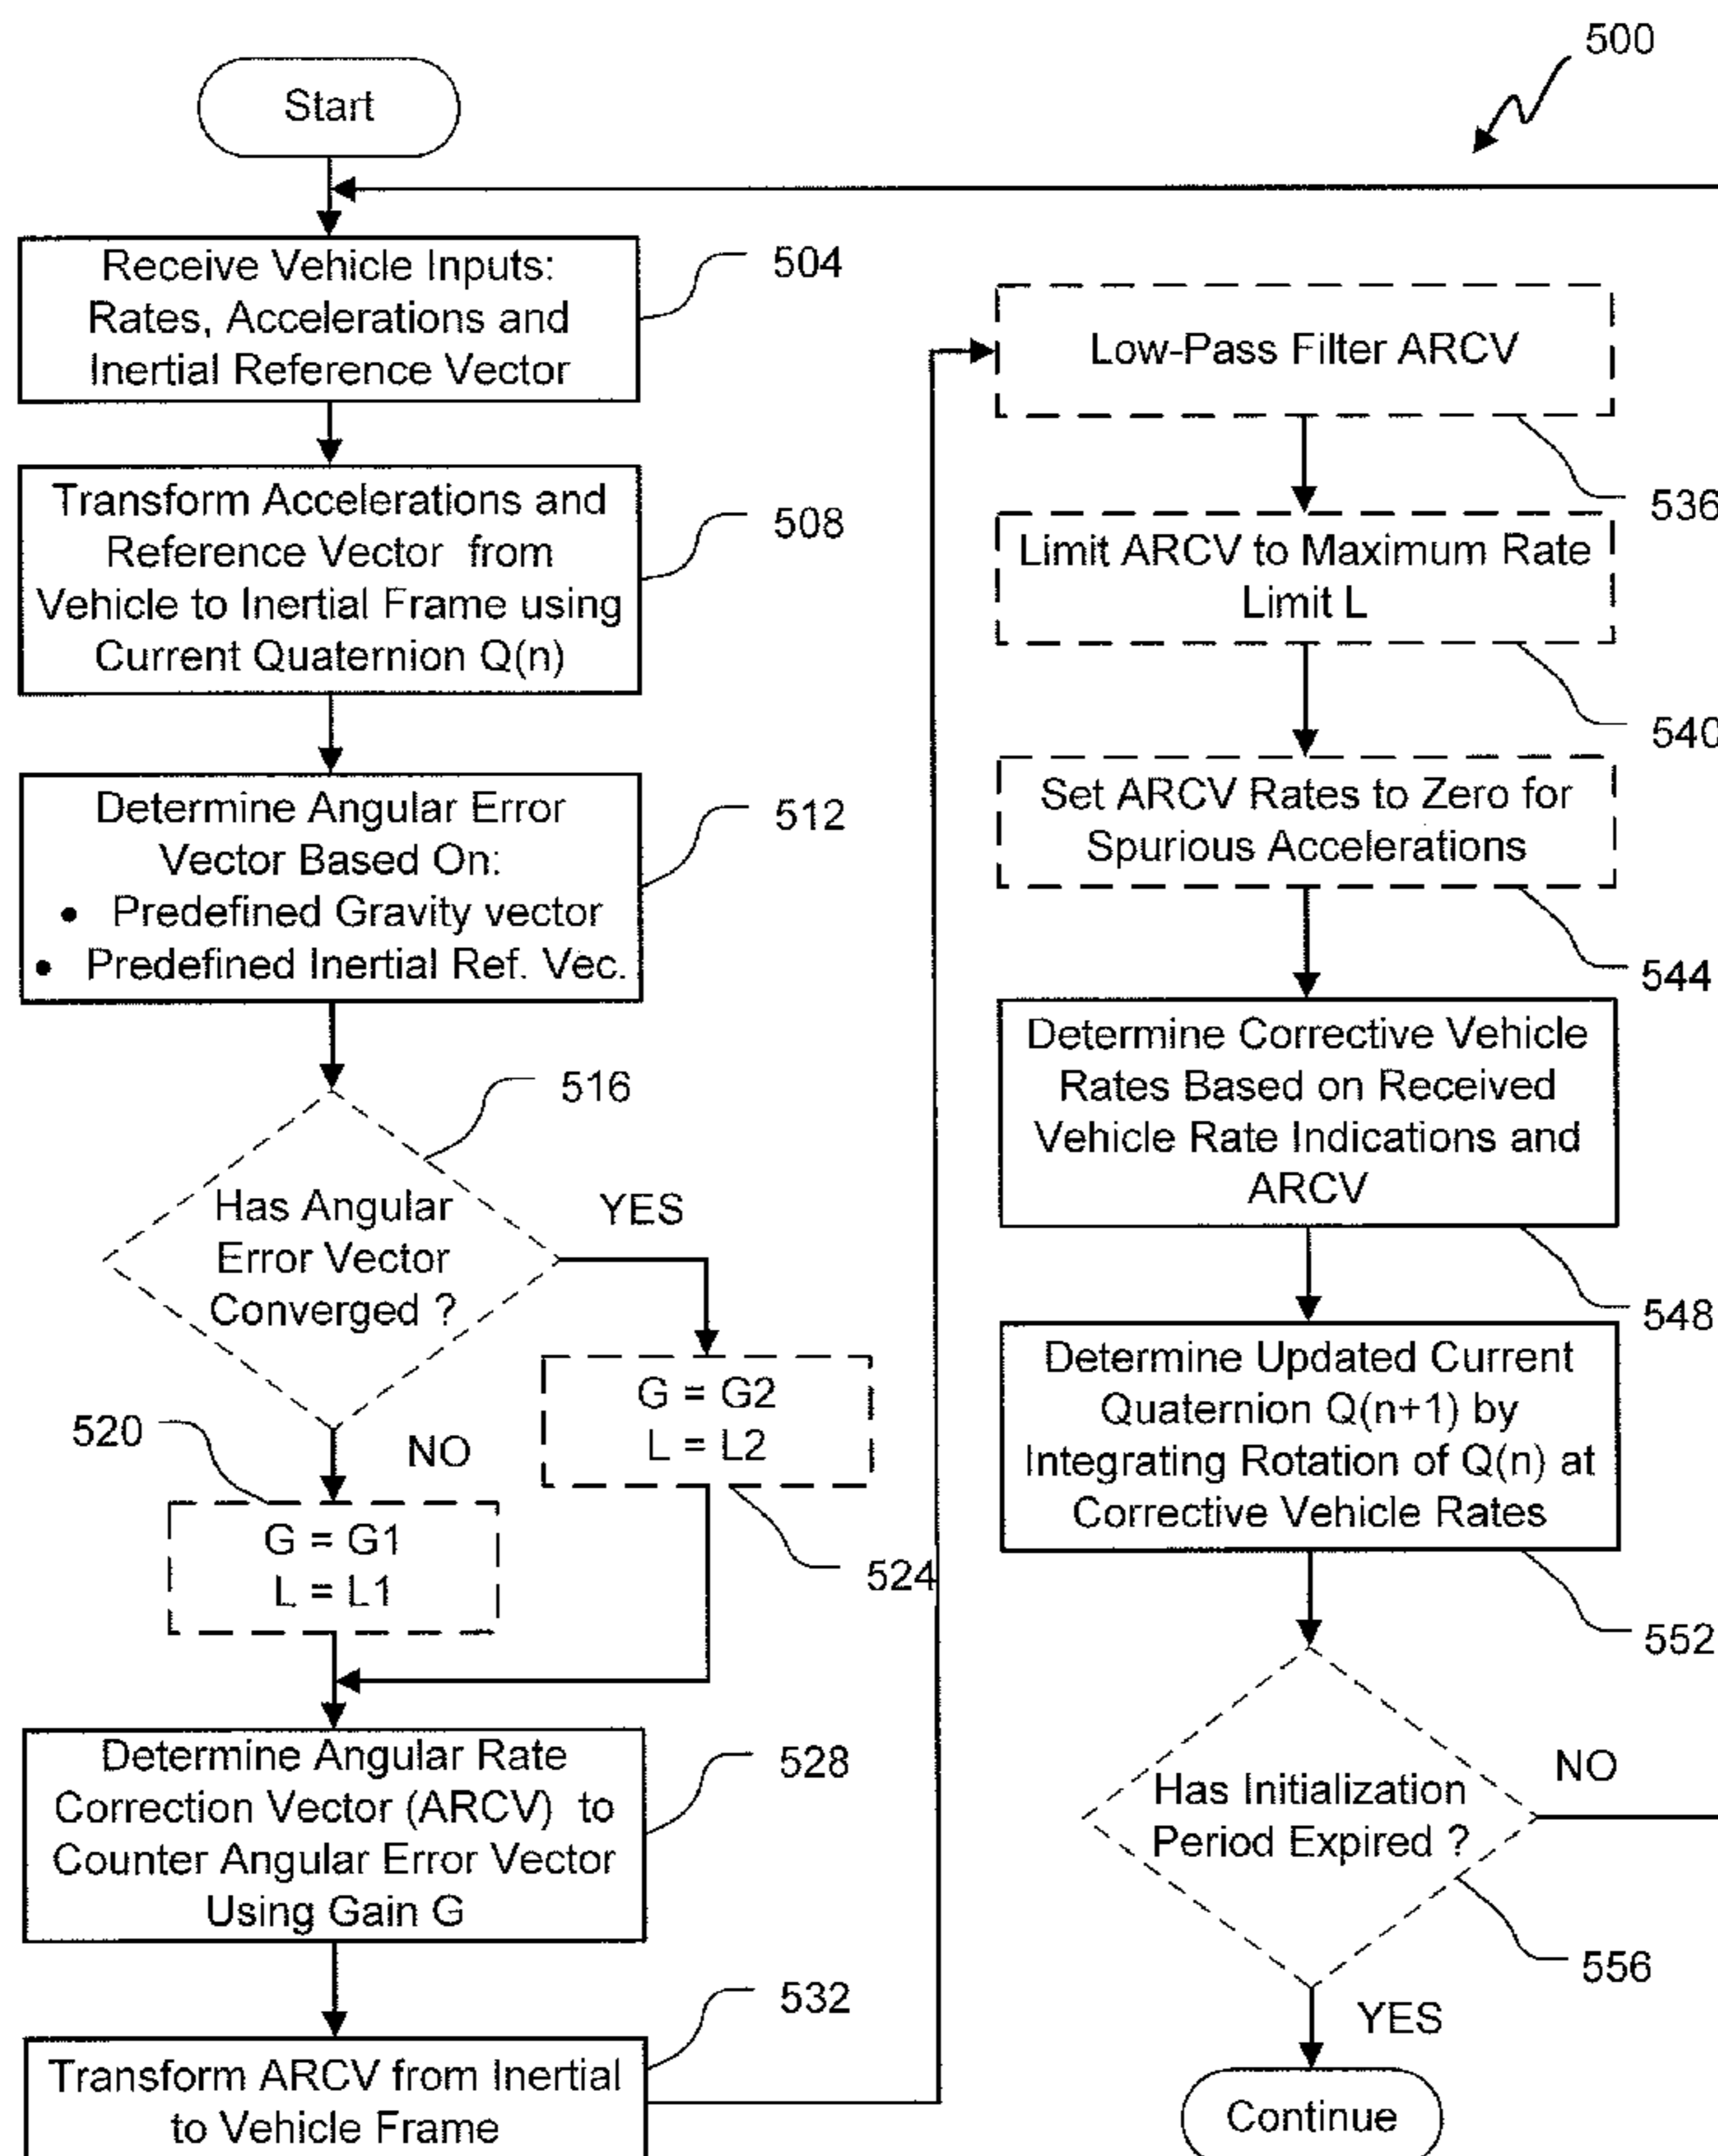 500
Start
Receive Vehicle Inputs:
Rates, Accelerations and
Inertial Reference Vector
504
Transform Accelerations and
Reference Vector from
Vehicle to Inertial Frame using
Current Quaternion Q(n)
508
Determine Angular Error
Vector Based On:
• Predefined Gravity vector
• Predefined Inertial Ref. Vec.
512
516
Has Angular
Error Vector
Converged ?
YES
NO
520
G = G1
L = L1
G = G2
L = L2
524
Determine Angular Rate
Correction Vector (ARCV) to
Counter Angular Error Vector
Using Gain G
528
Transform ARCV from Inertial
to Vehicle Frame
532
Low-Pass Filter ARCV
536
Limit ARCV to Maximum Rate
Limit L
540
Set ARCV Rates to Zero for
Spurious Accelerations
544
Determine Corrective Vehicle
Rates Based on Received
Vehicle Rate Indications and
ARCV
548
Determine Updated Current
Quaternion Q(n+1) by
Integrating Rotation of Q(n) at
Corrective Vehicle Rates
552
Has Initialization
Period Expired ?
NO
556
YES
Continue